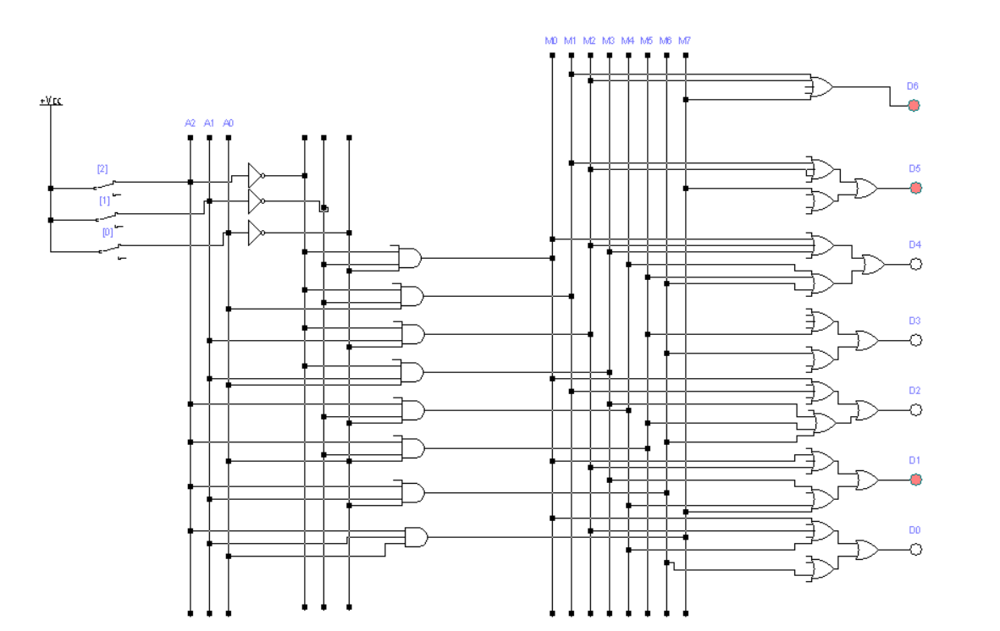 M0 M1 M2 M3 M4 M5 M6 M7
D6
+Vcc
A2 A1 A0
[2]
D5
[1]
[0]
D4
D3
D2
D1
D0